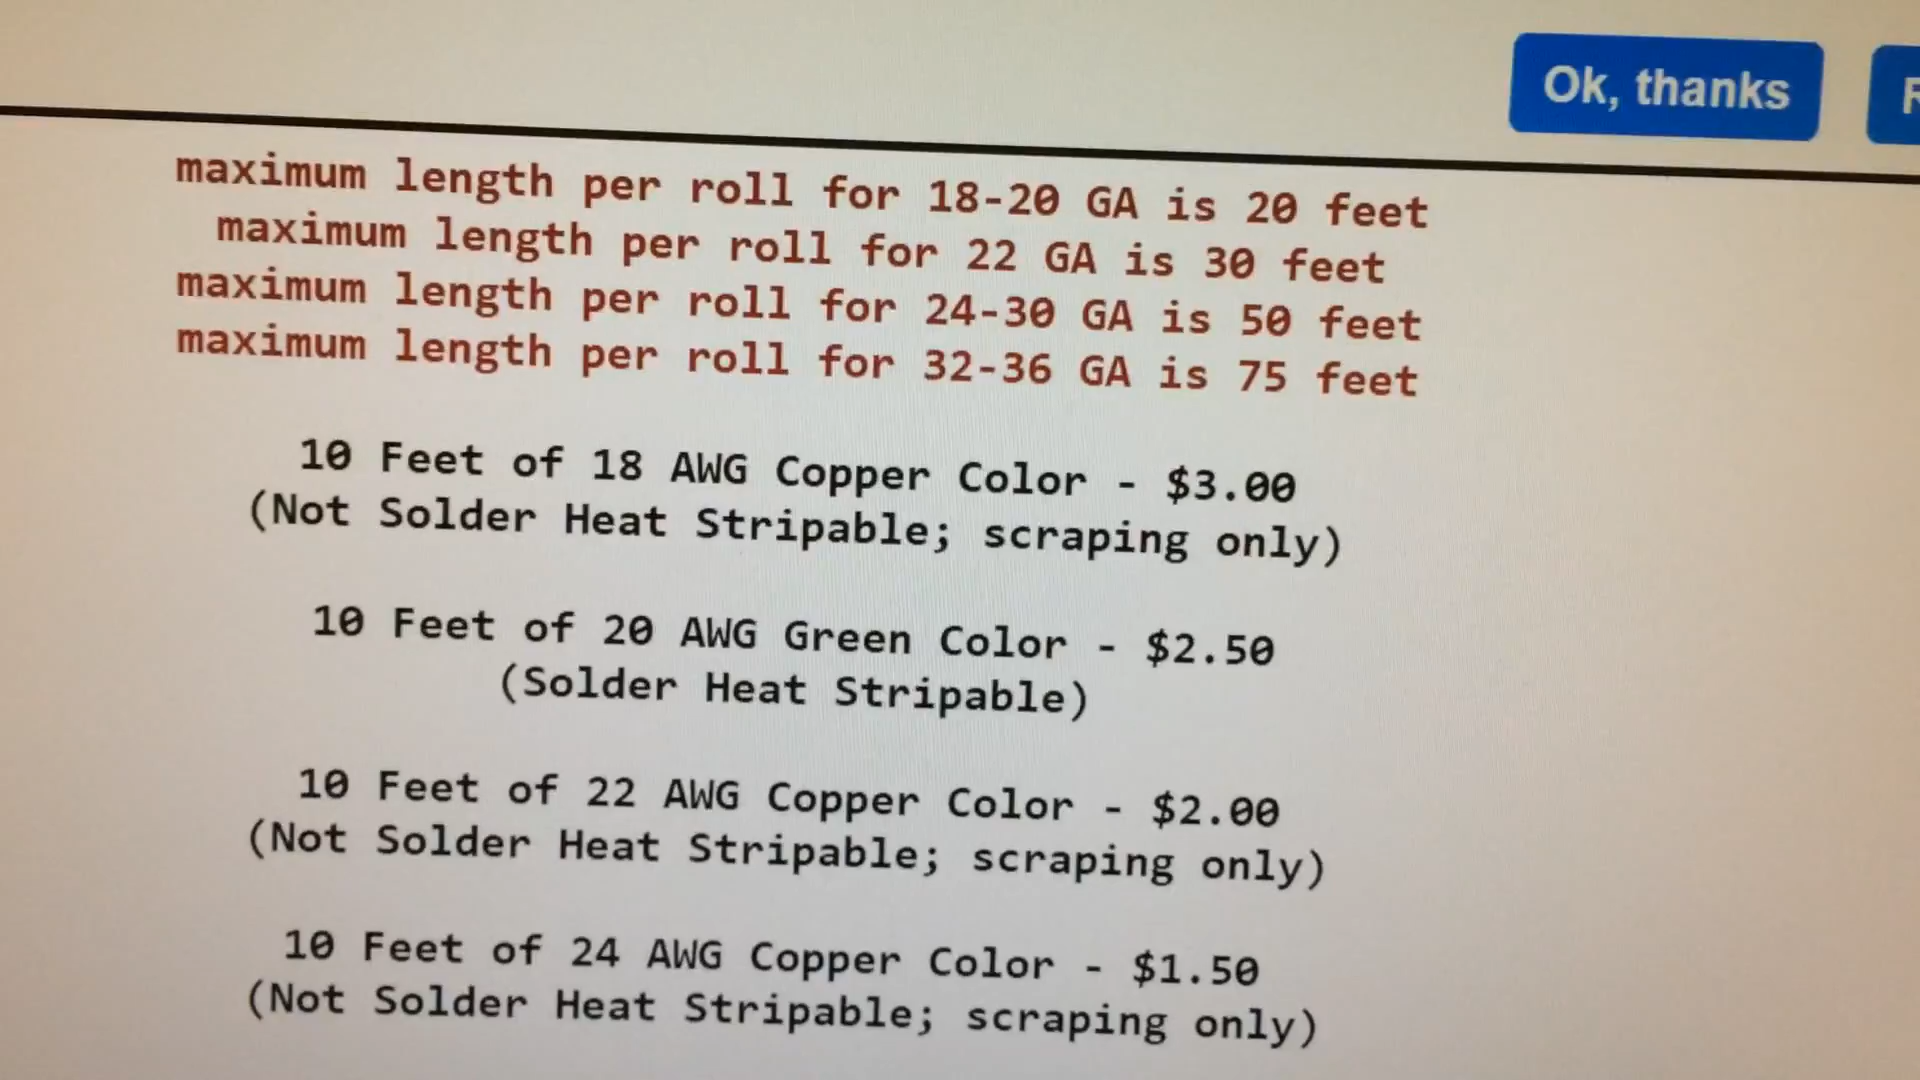 Ok, thanks
maximum length per roll for 18-20 GA is 20 feet
maximum length per roll for 22 GA is 30 feet
maximum length per roll for 24-30 GA is 50 feet
maximum length per roll for 32-36 GA is 75 feet
10 Feet of 18 AWG Copper Color - $3.00
(Not Solder Heat Stripable; scraping only)
10 Feet of 20 AWG Green Color - $2.50
(Solder Heat Stripable)
10 Feet of 22 AWG Copper Color - $2.00
(Not Solder Heat Stripable; scraping only)
10 Feet of 24 AWG Copper Color - $1.50
(Not Solder Heat Stripable; scraping only)